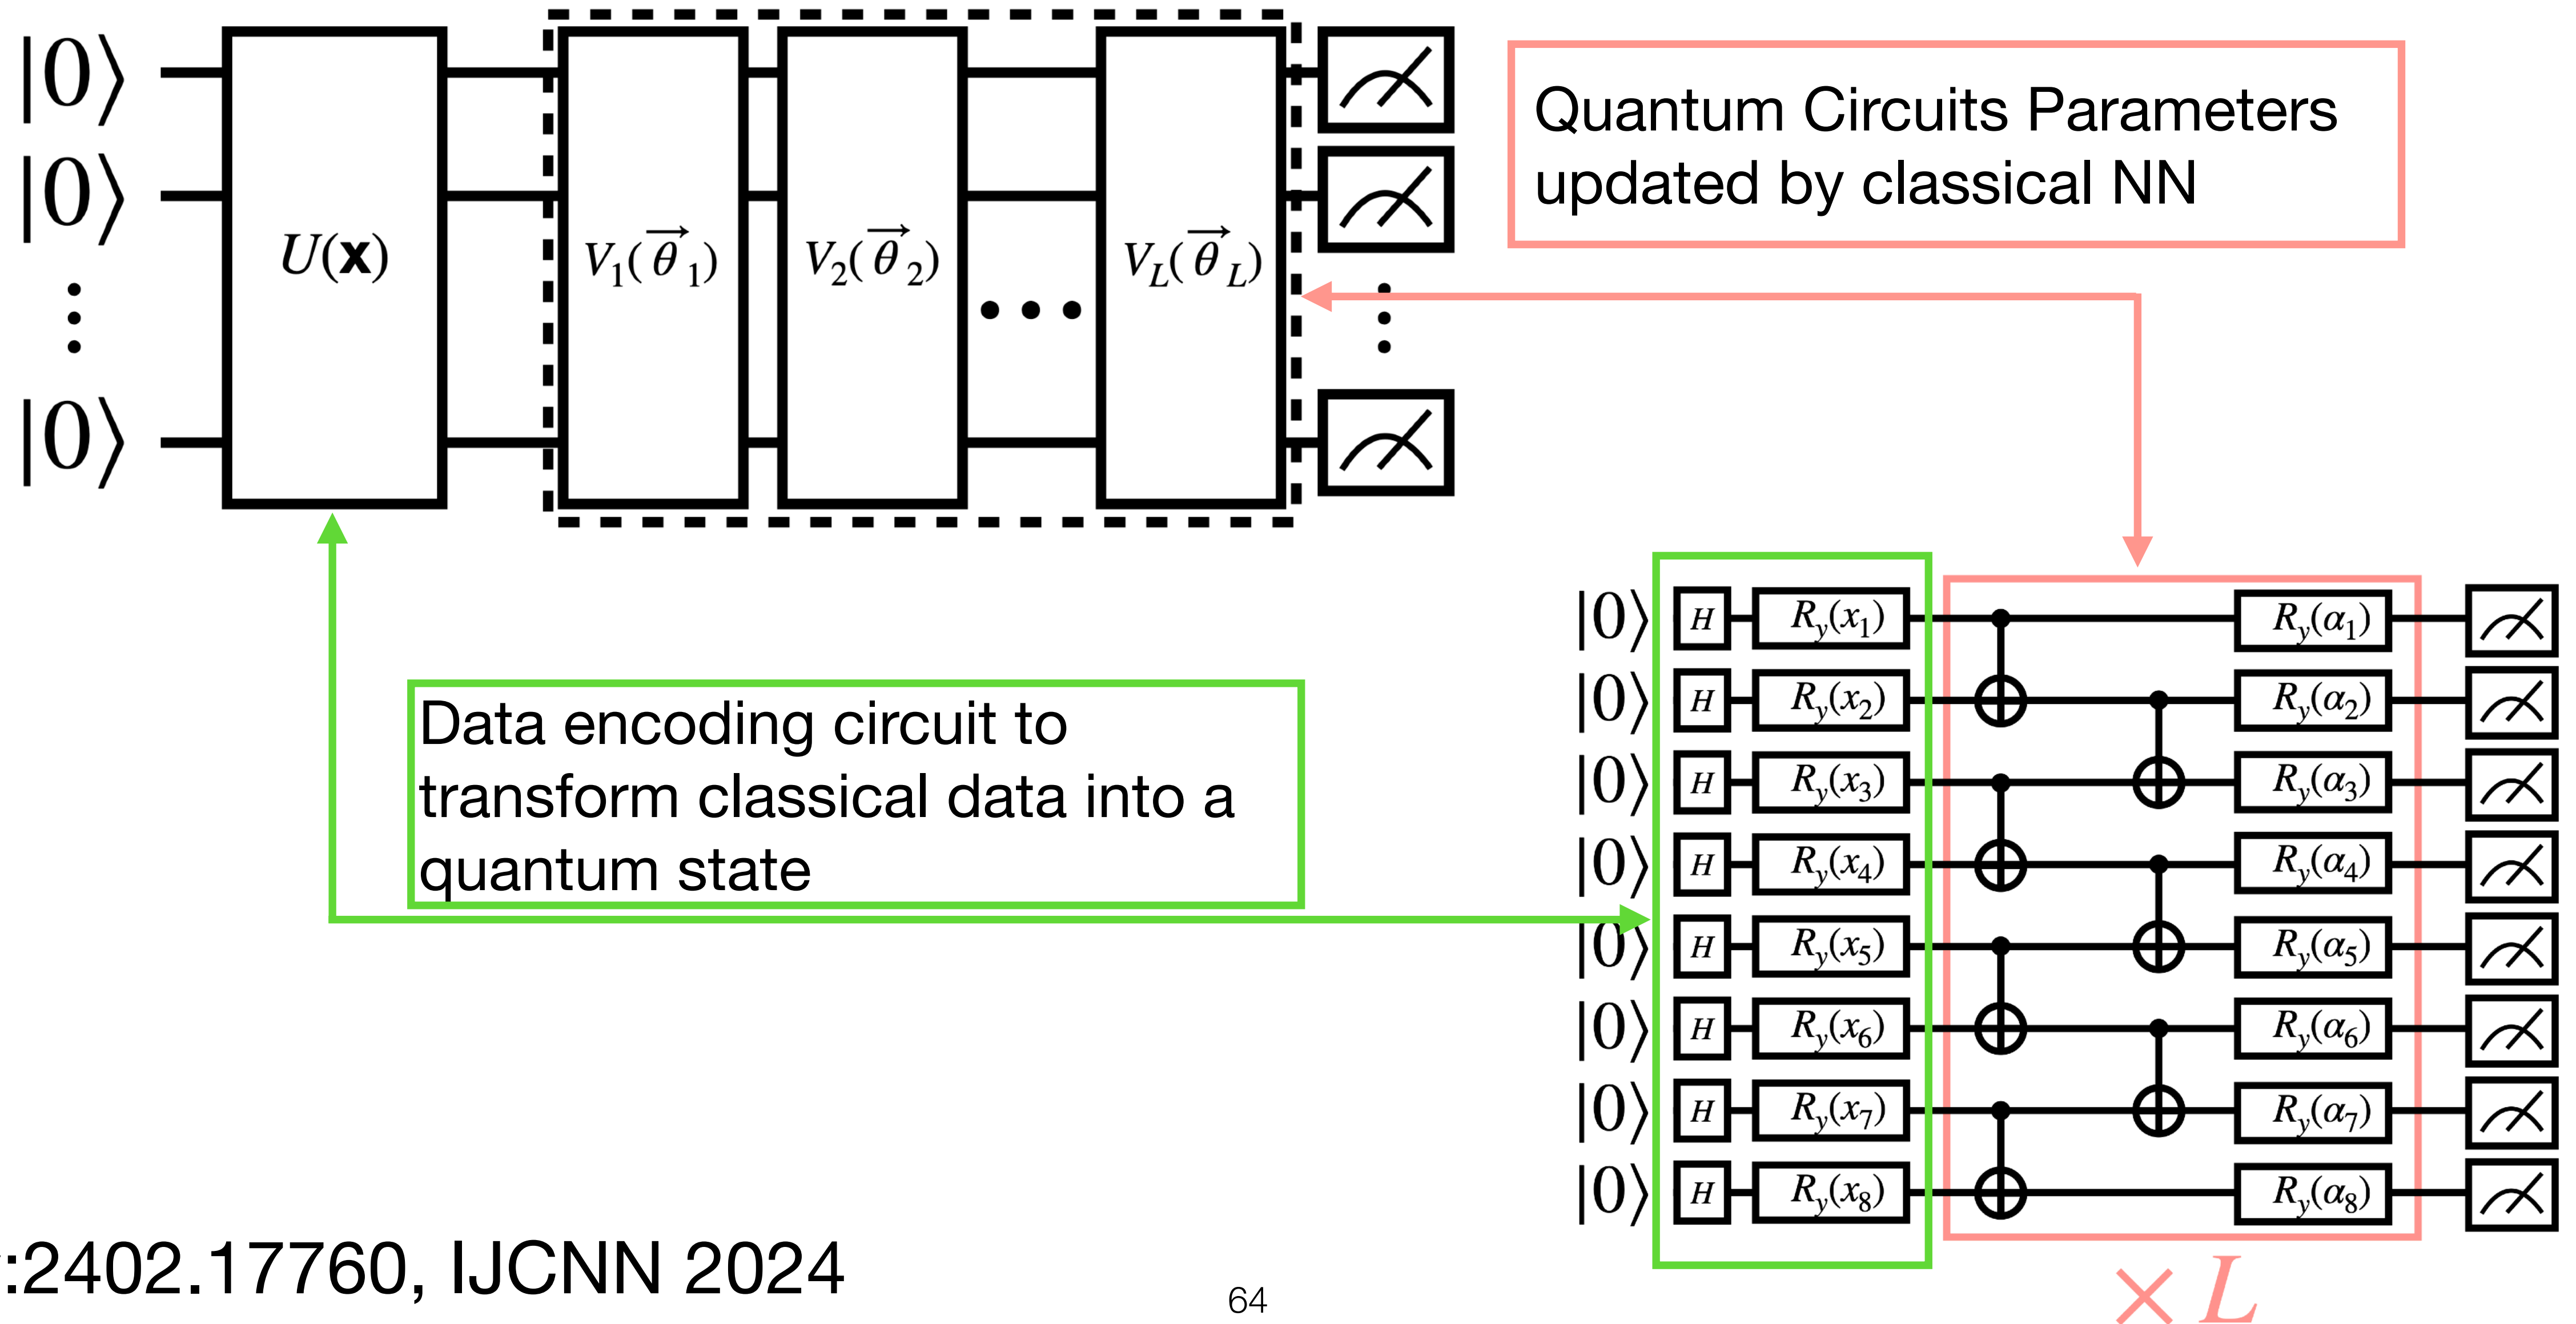 |0⟩
|0⟩
⋮
|0⟩
U(𝐱)
V₁(θ⃗₁)
V₂(θ⃗₂)
• • •
V_L(θ⃗_L)
⋮
Quantum Circuits Parameters
updated by classical NN
Data encoding circuit to
transform classical data into a
quantum state
|0⟩ H R_y(x₁) R_y(α₁)
|0⟩ H R_y(x₂) R_y(α₂)
|0⟩ H R_y(x₃) R_y(α₃)
|0⟩ H R_y(x₄) R_y(α₄)
|0⟩ H R_y(x₅) R_y(α₅)
|0⟩ H R_y(x₆) R_y(α₆)
|0⟩ H R_y(x₇) R_y(α₇)
|0⟩ H R_y(x₈) R_y(α₈)
× L
:2402.17760, IJCNN 2024
64